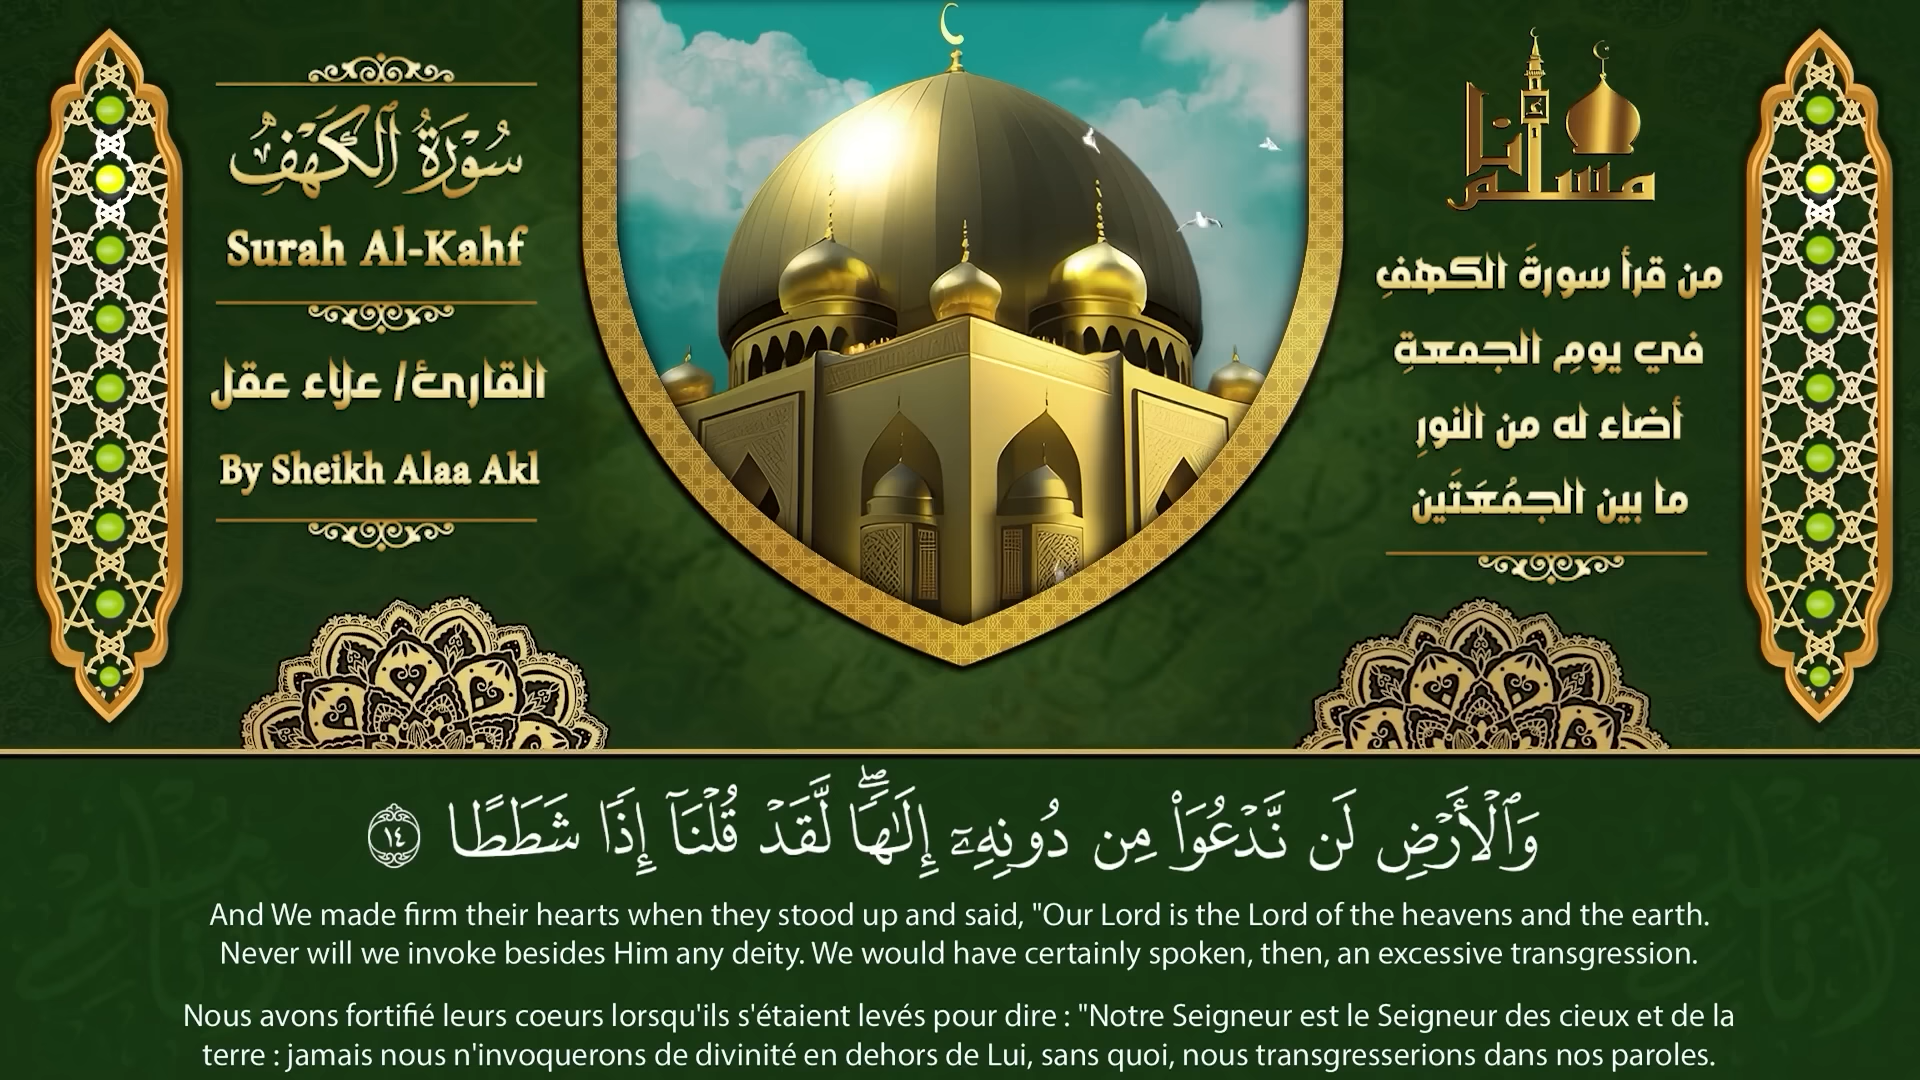 سُورَةُ الكَهْفِ
Surah Al-Kahf
القارئ/ علاء عقل
By Sheikh Alaa Akl
أنا مسلم
من قرأ سورةَ الكهفِ
في يومِ الجمعةِ
أضاء له من النورِ
ما بين الجمُعَتَين
وَٱلْأَرْضِ لَن نَّدْعُوَا۟ مِن دُونِهِۦٓ إِلَـٰهًا ۖ لَّقَدْ قُلْنَآ إِذًا شَطَطًا ١٤
And We made firm their hearts when they stood up and said, "Our Lord is the Lord of the heavens and the earth.
Never will we invoke besides Him any deity. We would have certainly spoken, then, an excessive transgression.
Nous avons fortifié leurs coeurs lorsqu'ils s'étaient levés pour dire : "Notre Seigneur est le Seigneur des cieux et de la
terre : jamais nous n'invoquerons de divinité en dehors de Lui, sans quoi, nous transgresserions dans nos paroles.